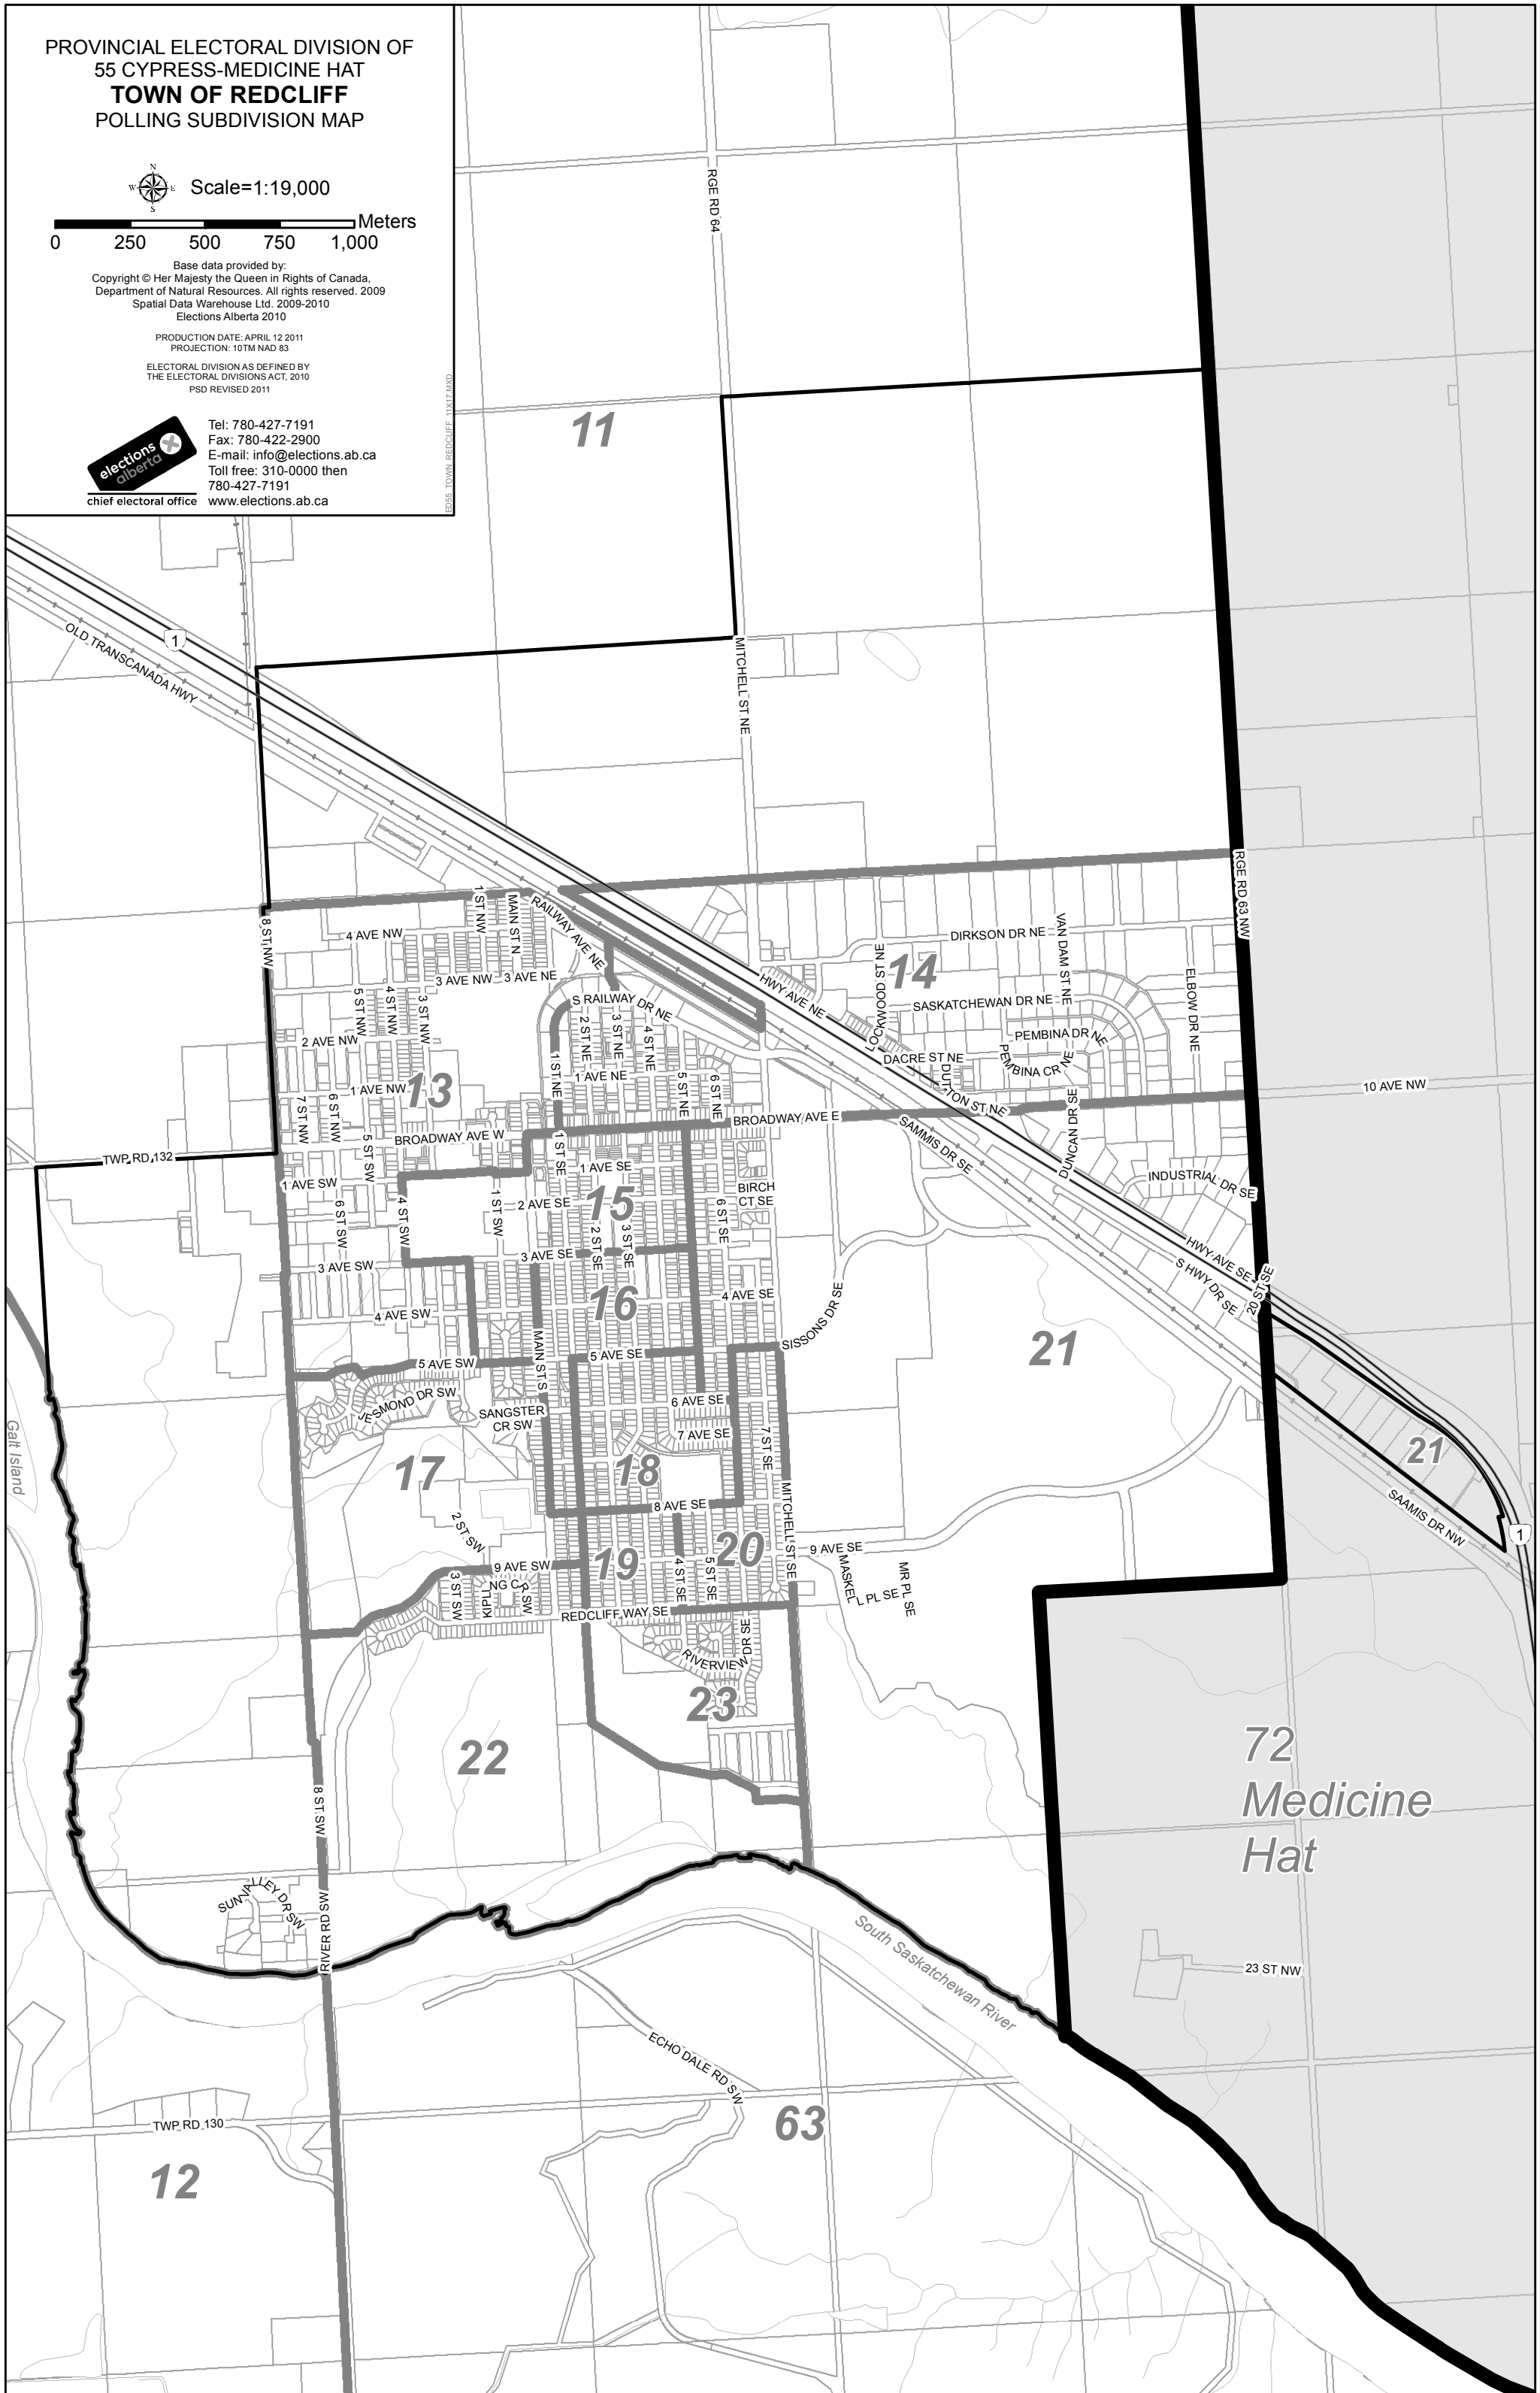 PROVINCIAL ELECTORAL DIVISION OF
55 CYPRESS-MEDICINE HAT
TOWN OF REDCLIFF
POLLING SUBDIVISION MAP
N
W E
S
Scale=1:19,000
Meters
0 250 500 750 1,000
Base data provided by:
Copyright © Her Majesty the Queen in Rights of Canada,
Department of Natural Resources. All rights reserved. 2009
Spatial Data Warehouse Ltd. 2009-2010
Elections Alberta 2010
PRODUCTION DATE: APRIL 12 2011
PROJECTION: 10TM NAD 83
ELECTORAL DIVISION AS DEFINED BY
THE ELECTORAL DIVISIONS ACT, 2010
PSD REVISED 2011
elections
alberta
chief electoral office
Tel: 780-427-7191
Fax: 780-422-2900
E-mail: info@elections.ab.ca
Toll free: 310-0000 then
780-427-7191
www.elections.ab.ca
ED55_TOWN_REDCLIFF_11X17.MXD
RGE RD 64
11
1
OLD TRANSCANADA HWY
MITCHELL ST NE
RGE RD 63 NW
8 ST NW
1 ST NW
MAIN ST N
RAILWAY AVE NE
4 AVE NW
3 AVE NW
3 AVE NE
5 ST NW
4 ST NW
3 ST NW
2 AVE NW
1 AVE NW
7 ST NW
6 ST NW
13
S RAILWAY DR NE
2 ST NE
3 ST NE
4 ST NE
1 ST NE
1 AVE NE
5 ST NE
6 ST NE
HWY AVE NE
LOCKWOOD ST NE
14
DIRKSON DR NE
VAN DAM ST NE
SASKATCHEWAN DR NE
ELBOW DR NE
PEMBINA DR NE
PEMBINA CR NE
DACRE ST NE
DUTTON ST NE
DUNCAN DR SE
10 AVE NW
BROADWAY AVE W
BROADWAY AVE E
SAMMIS DR SE
INDUSTRIAL DR SE
TWP RD 132
5 ST SW
1 AVE SW
6 ST SW
4 ST SW
1 ST SW
1 ST SE
1 AVE SE
2 AVE SE
15
2 ST SE
3 ST SE
BIRCH
CT SE
6 ST SE
3 AVE SW
3 AVE SE
4 AVE SW
16
4 AVE SE
SISSONS DR SE
HWY AVE SE
S HWY DR SE
20 ST SE
21
5 AVE SW
MAIN ST S
5 AVE SE
JESMOND DR SW
SANGSTER
CR SW
6 AVE SE
7 AVE SE
7 ST SE
17
18
21
SAAMIS DR NW
1
Galt Island
8 AVE SE
MITCHELL ST SE
2 ST SW
9 AVE SW
19
4 ST SE
5 ST SE
20
9 AVE SE
MASKELL PL SE
MR PL SE
3 ST SW
KIPLING CR SW
REDCLIFF WAY SE
RIVERVIEW DR SE
23
22
72
Medicine
Hat
8 ST SW
SUNVALLEY DR SW
RIVER RD SW
South Saskatchewan River
23 ST NW
ECHO DALE RD SW
63
TWP RD 130
12